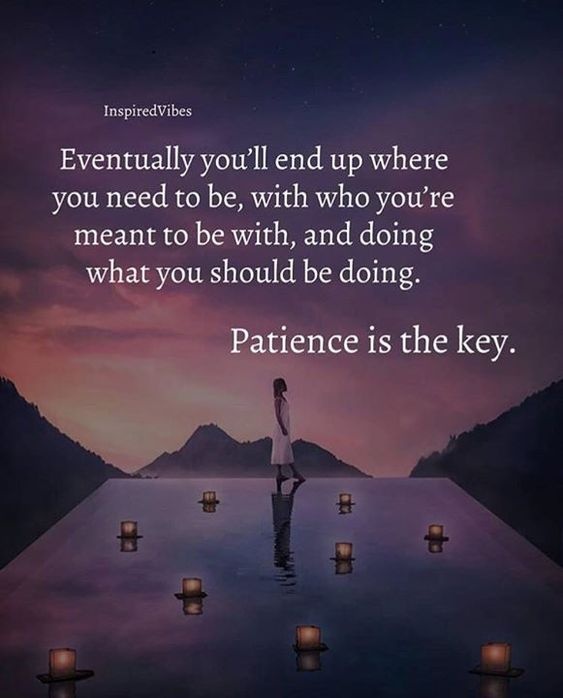 InspiredVibes
Eventually you’ll end up where
you need to be, with who you’re
meant to be with, and doing
what you should be doing.
Patience is the key.